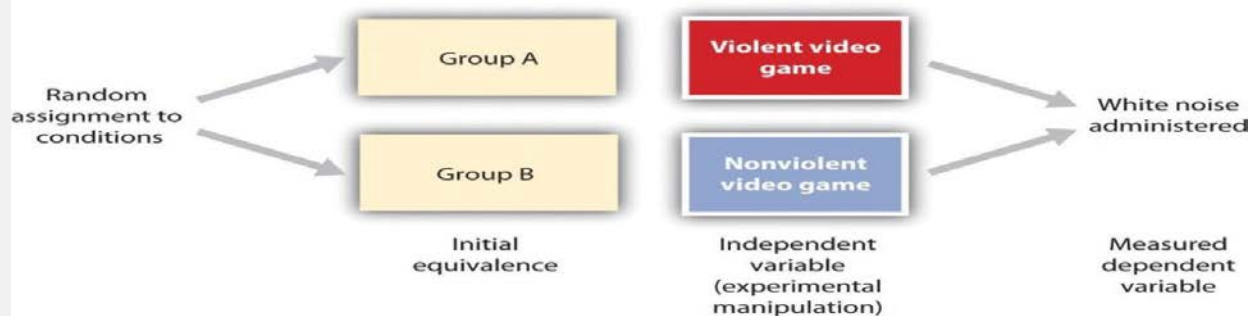 Random
assignment to
conditions
Group A
Group B
Initial
equivalence
Violent video
game
Nonviolent
video game
Independent
variable
(experimental
manipulation)
White noise
administered
Measured
dependent
variable